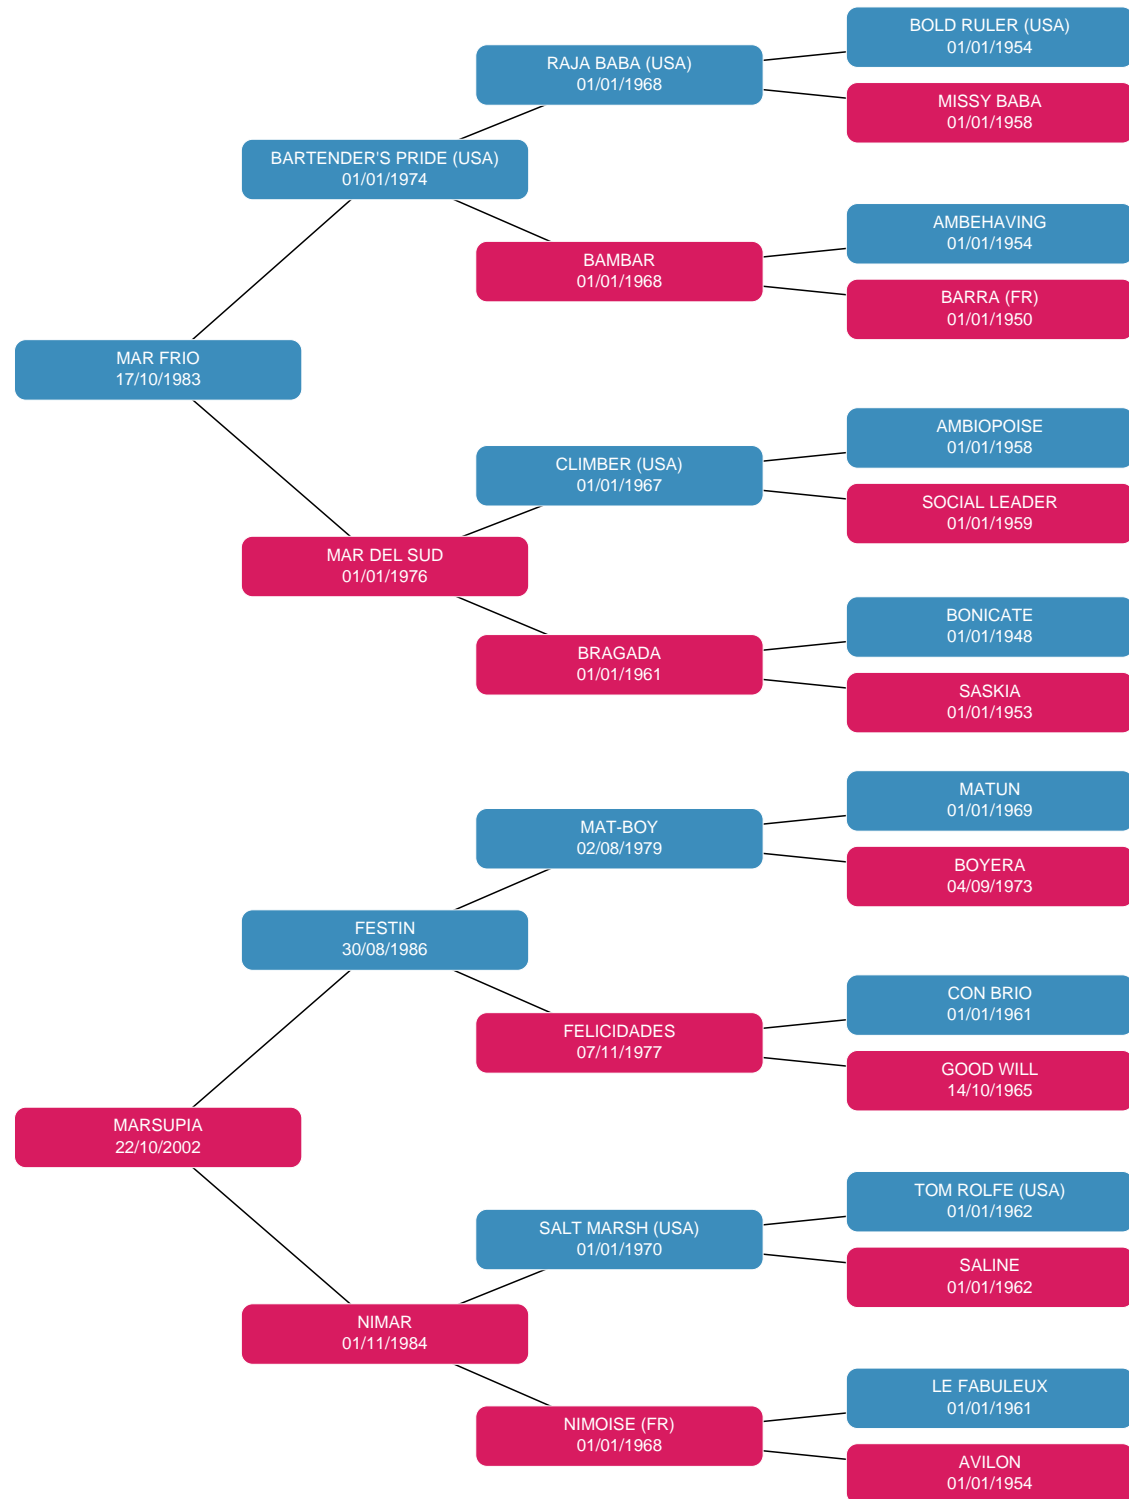 BOLD RULER (USA)
01/01/1954
RAJA BABA (USA)
01/01/1968
MISSY BABA
01/01/1958
BARTENDER'S PRIDE (USA)
01/01/1974
AMBEHAVING
01/01/1954
BAMBAR
01/01/1968
BARRA (FR)
01/01/1950
MAR FRIO
17/10/1983
AMBIOPOISE
01/01/1958
CLIMBER (USA)
01/01/1967
SOCIAL LEADER
01/01/1959
MAR DEL SUD
01/01/1976
BONICATE
01/01/1948
BRAGADA
01/01/1961
SASKIA
01/01/1953
MATUN
01/01/1969
MAT-BOY
02/08/1979
BOYERA
04/09/1973
FESTIN
30/08/1986
CON BRIO
01/01/1961
FELICIDADES
07/11/1977
GOOD WILL
14/10/1965
MARSUPIA
22/10/2002
TOM ROLFE (USA)
01/01/1962
SALT MARSH (USA)
01/01/1970
SALINE
01/01/1962
NIMAR
01/11/1984
LE FABULEUX
01/01/1961
NIMOISE (FR)
01/01/1968
AVILON
01/01/1954